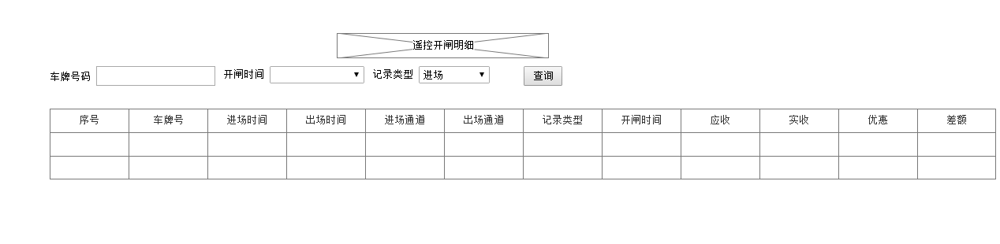 遥控开闸明细
车牌号码 开闸时间 记录类型 进场 查询
序号 车牌号 进场时间 出场时间 进场通道 出场通道 记录类型 开闸时间 应收 实收 优惠 差额